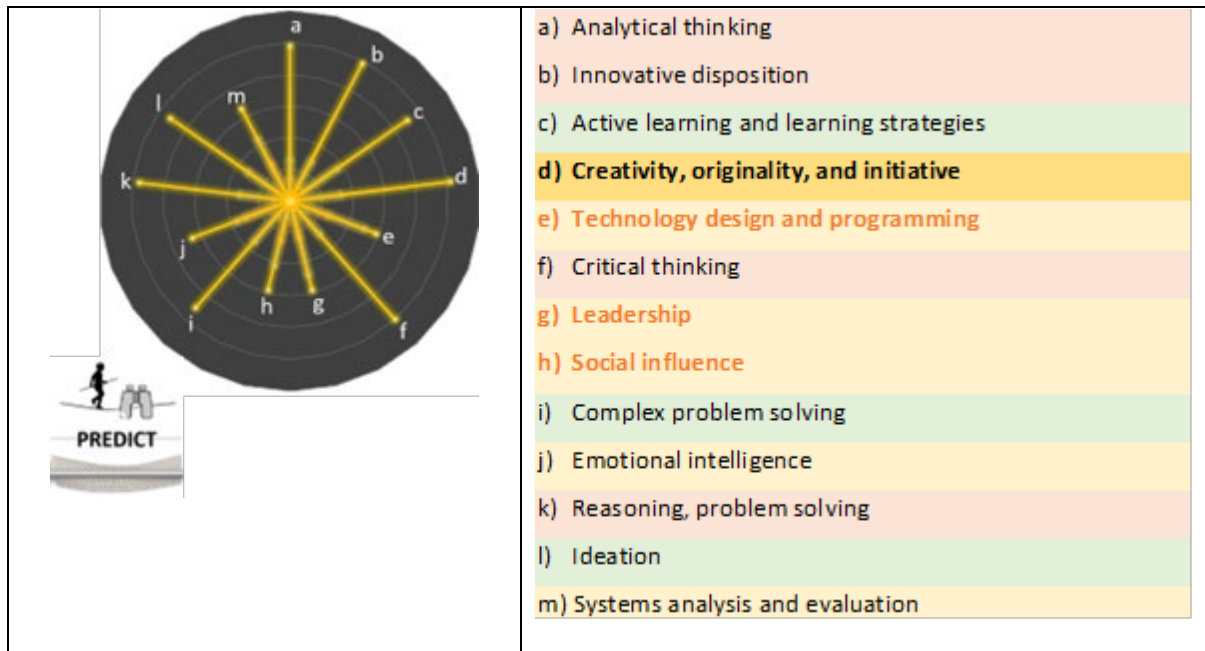 a
b
c
d
e
f
g
h
i
j
k
l
m
PREDICT
a) Analytical thinking
b) Innovative disposition
c) Active learning and learning strategies
d) Creativity, originality, and initiative
e) Technology design and programming
f) Critical thinking
g) Leadership
h) Social influence
i) Complex problem solving
j) Emotional intelligence
k) Reasoning, problem solving
l) Ideation
m) Systems analysis and evaluation